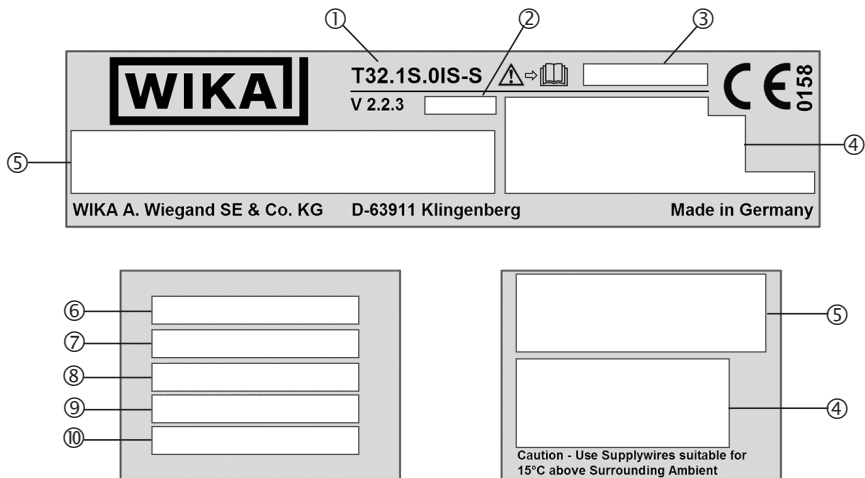 ① ② ③
WIKA T32.1S.0IS-S CE 0158
V 2.2.3
⑤ ④
WIKA A. Wiegand SE & Co. KG D-63911 Klingenberg Made in Germany
⑥
⑦
⑧
⑨
⑩
⑤
④
Caution - Use Supplywires suitable for
15°C above Surrounding Ambient